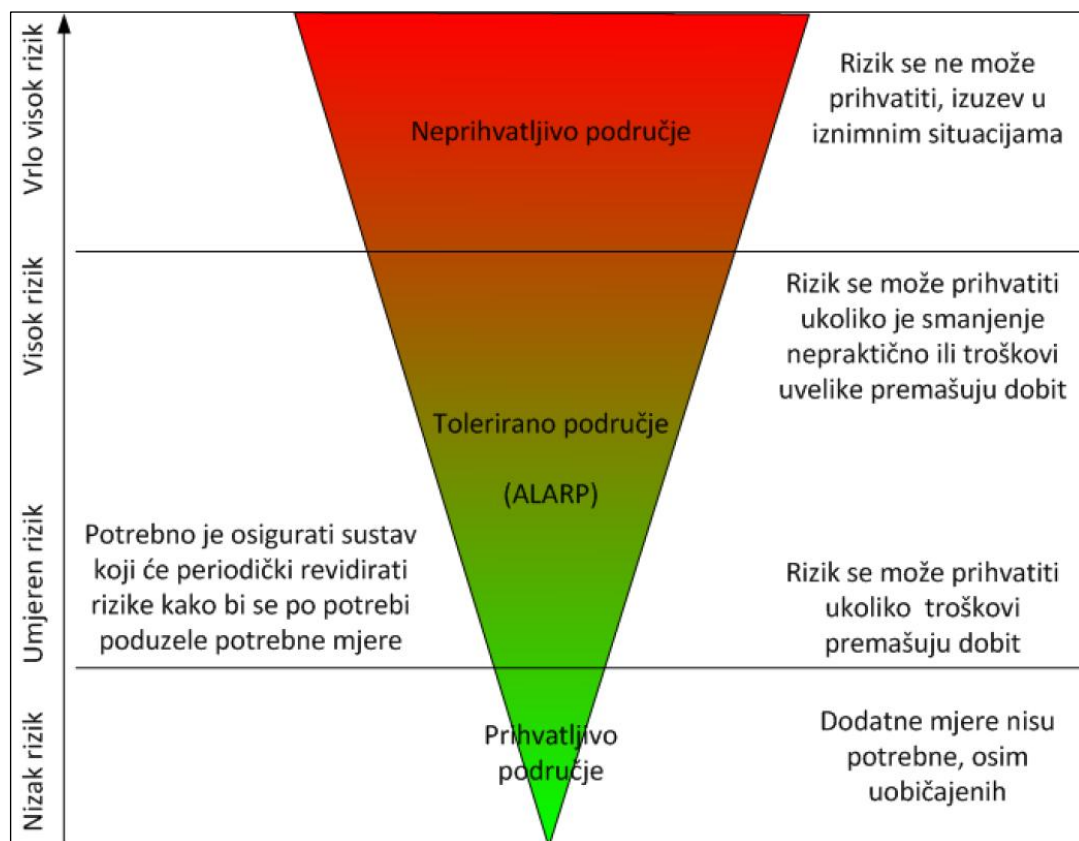 Vrlo visok rizik
Neprihvatljivo područje
Rizik se ne može
prihvatiti, izuzev u
iznimnim situacijama
Visok rizik
Rizik se može prihvatiti
ukoliko je smanjenje
nepraktično ili troškovi
uvelike premašuju dobit
Tolerirano područje
(ALARP)
Umjeren rizik
Potrebno je osigurati sustav
koji će periodički revidirati
rizike kako bi se po potrebi
poduzele potrebne mjere
Rizik se može prihvatiti
ukoliko troškovi
premašuju dobit
Nizak rizik
Prihvatljivo
područje
Dodatne mjere nisu
potrebne, osim
uobičajenih